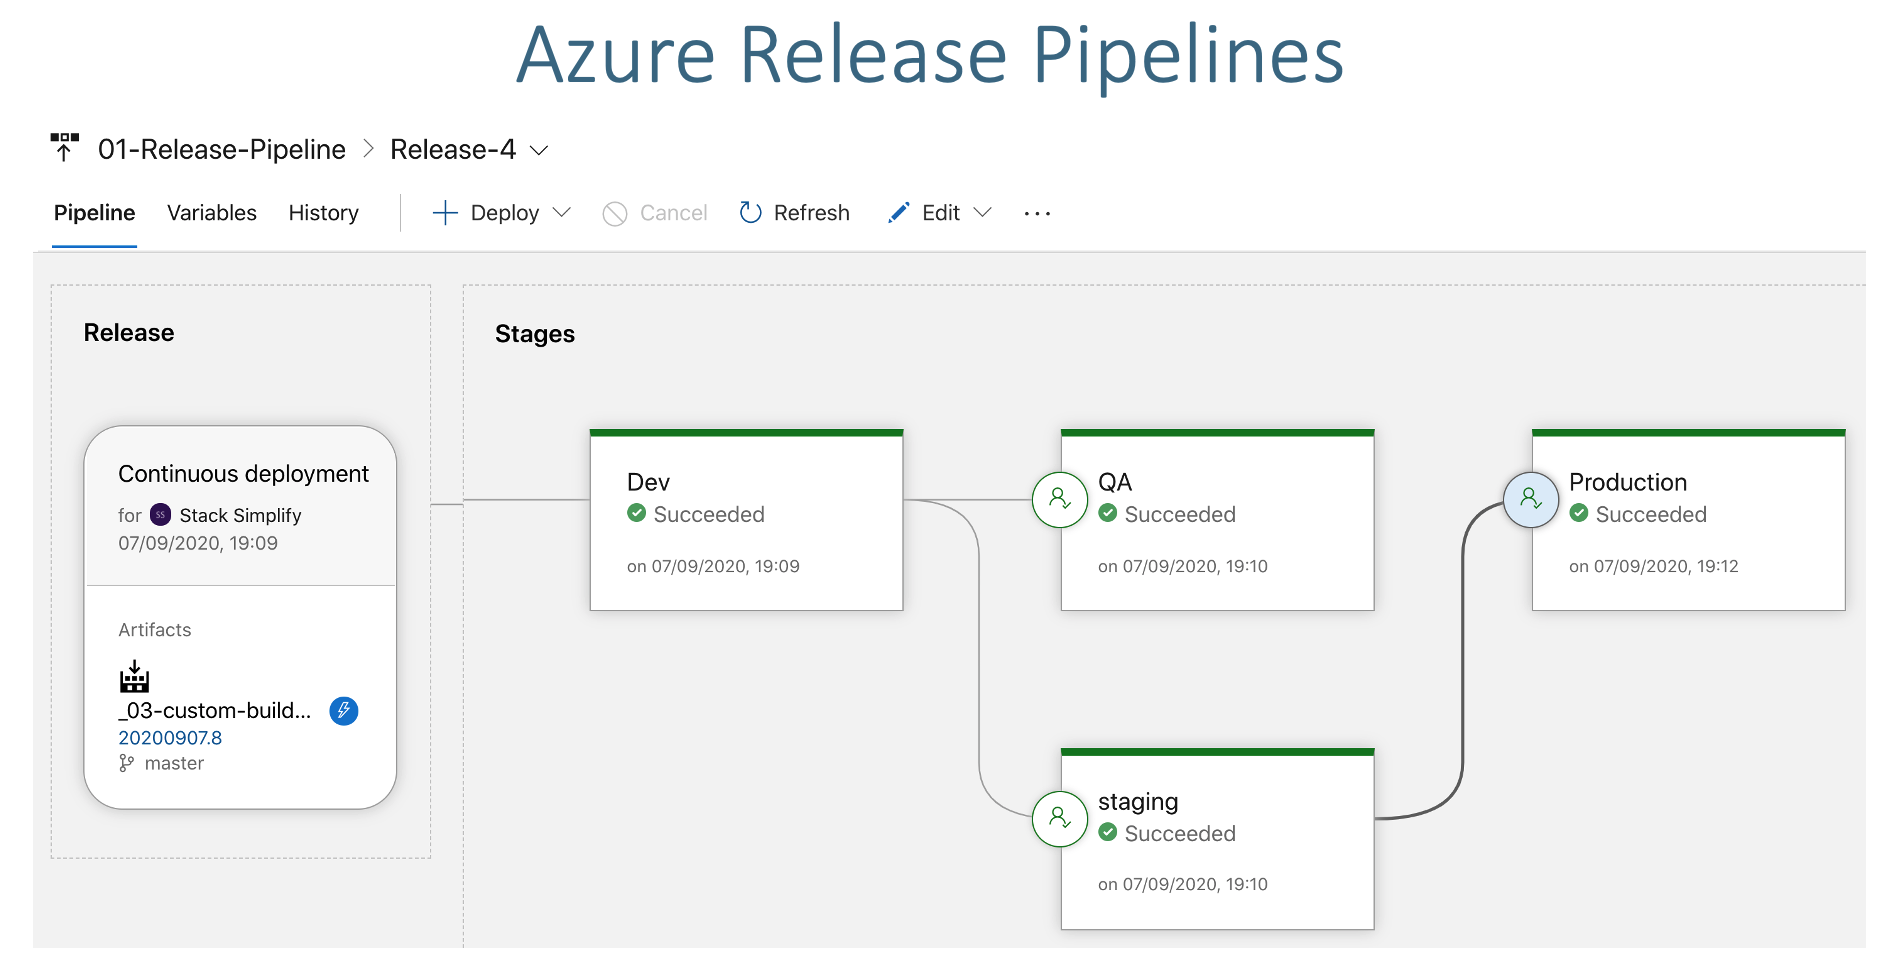 Azure Release Pipelines
01-Release-Pipeline > Release-4
Pipeline Variables History Deploy Cancel Refresh Edit ...
Release
Stages
Continuous deployment
for SS Stack Simplify
07/09/2020, 19:09
Artifacts
_03-custom-build...
20200907.8
master
Dev
Succeeded
on 07/09/2020, 19:09
QA
Succeeded
on 07/09/2020, 19:10
staging
Succeeded
on 07/09/2020, 19:10
Production
Succeeded
on 07/09/2020, 19:12